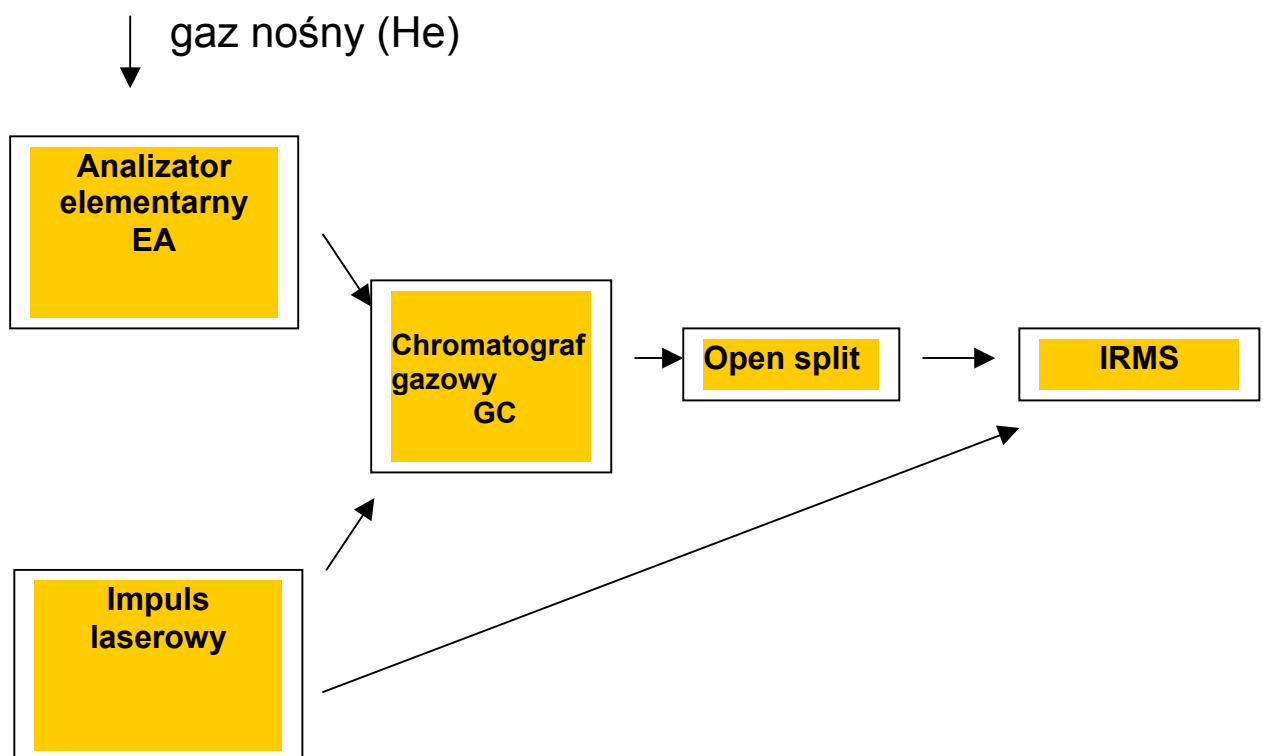 gaz nośny (He)
Analizator
elementarny
EA
Chromatograf
gazowy
GC
Open split
IRMS
Impuls
laserowy